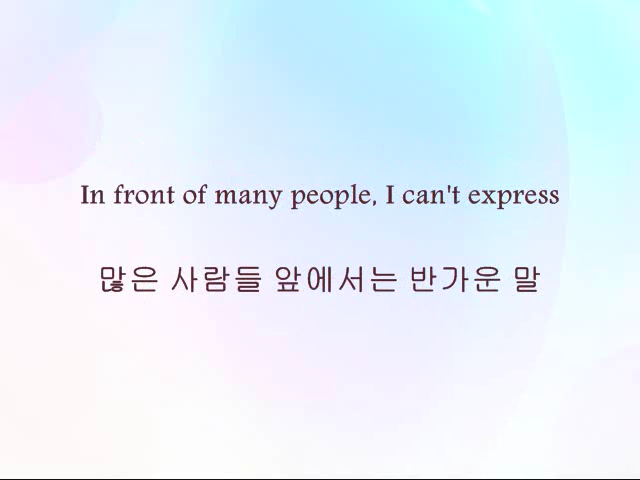 In front of many people, I can't express
많은 사람들 앞에서는 반가운 말